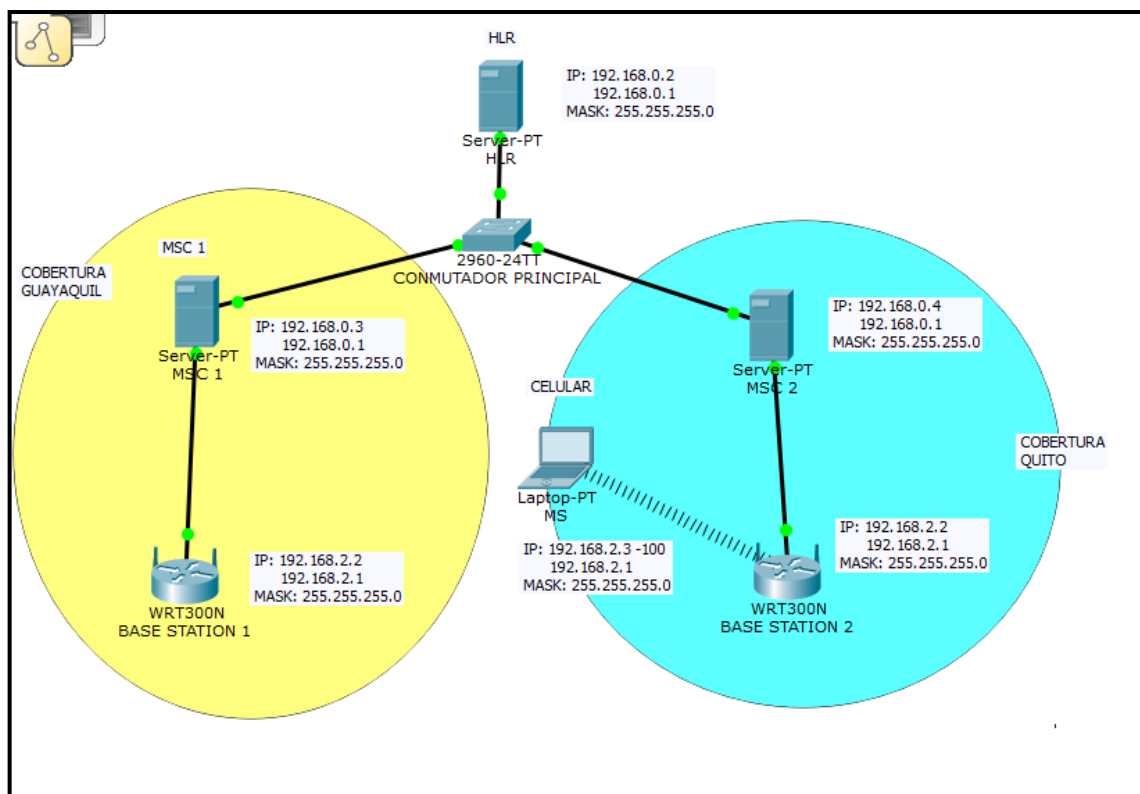 HLR
IP: 192.168.0.2
192.168.0.1
MASK: 255.255.255.0
Server-PT
HLR
2960-24TT
CONMUTADOR PRINCIPAL
MSC 1
COBERTURA
GUAYAQUIL
IP: 192.168.0.3
192.168.0.1
MASK: 255.255.255.0
Server-PT
MSC 1
IP: 192.168.0.4
192.168.0.1
MASK: 255.255.255.0
Server-PT
MSC 2
CELULAR
COBERTURA
QUITO
Laptop-PT
MS
IP: 192.168.2.3 -100
192.168.2.1
MASK: 255.255.255.0
IP: 192.168.2.2
192.168.2.1
MASK: 255.255.255.0
WRT300N
BASE STATION 1
IP: 192.168.2.2
192.168.2.1
MASK: 255.255.255.0
WRT300N
BASE STATION 2